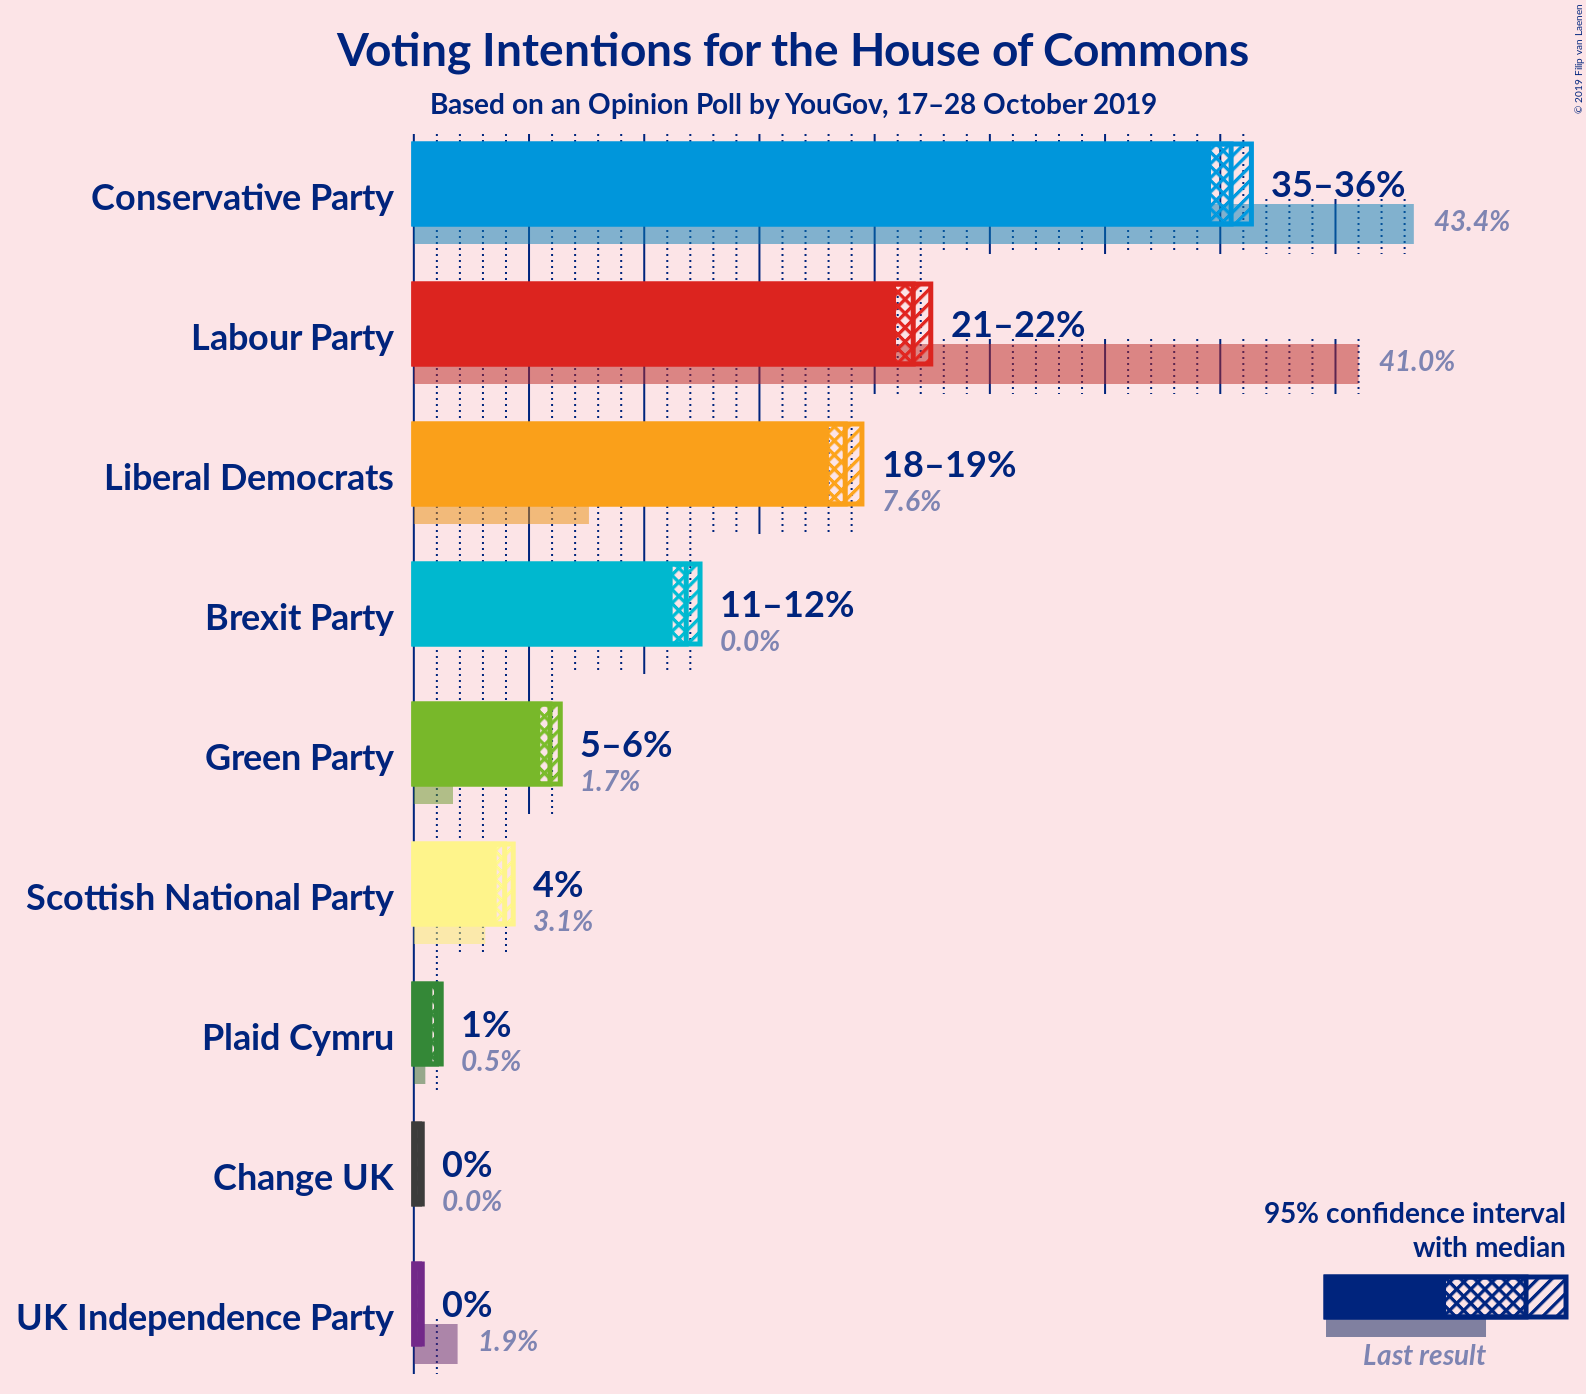 Voting Intentions for the House of Commons
Based on an Opinion Poll by YouGov, 17–28 October 2019
© 2019 Filip van Laenen
Conservative Party
35–36%
43.4%
Labour Party
21–22%
41.0%
Liberal Democrats
18–19%
7.6%
Brexit Party
11–12%
0.0%
Green Party
5–6%
1.7%
Scottish National Party
4%
3.1%
Plaid Cymru
1%
0.5%
Change UK
0%
0.0%
UK Independence Party
0%
1.9%
95% confidence interval
with median
Last result